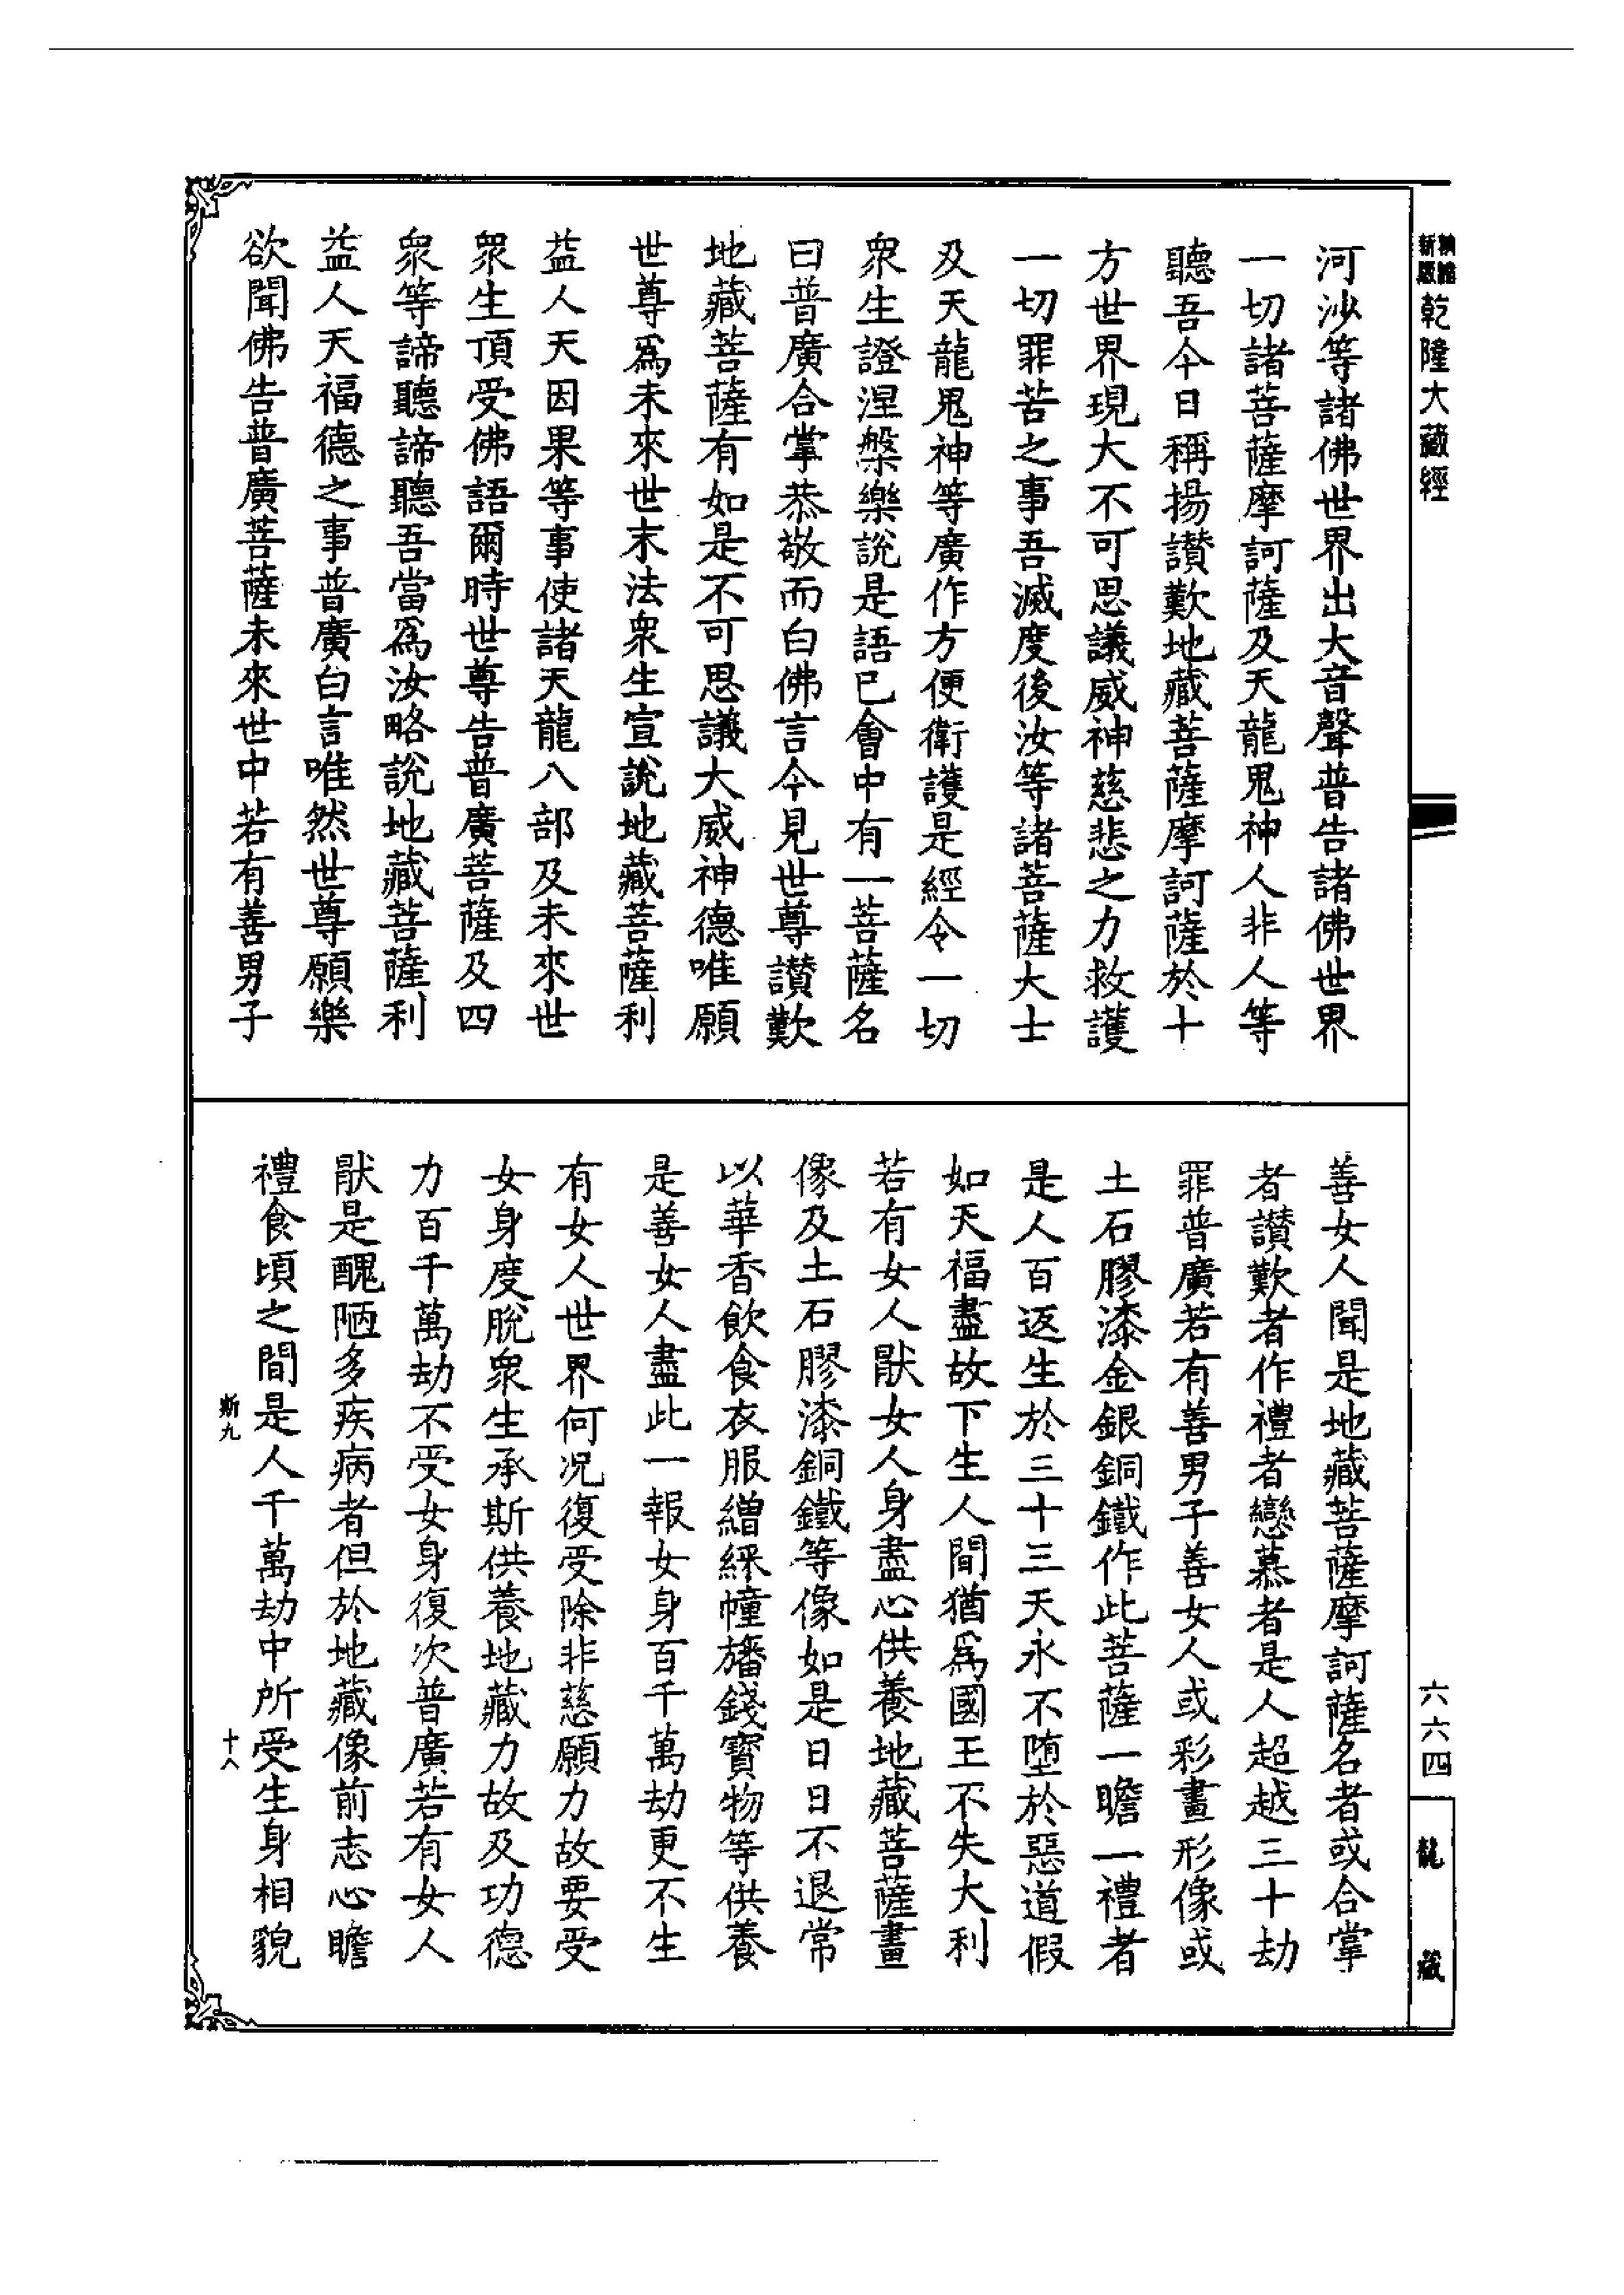 新纂 乾隆大藏經
河沙等諸佛世界出大音聲普告諸佛世界
一切諸菩薩摩訶薩及天龍鬼神人非人等
聽吾今日稱揚讃歎地藏菩薩摩訶薩於十
方世界現大不可思議威神慈悲之力救護
一切罪苦之事吾滅度後汝等諸菩薩大士
及天龍鬼神等廣作方便衛護是經令一切
衆生證涅槃樂說是語已會中有一菩薩名
曰普廣合掌恭敬而白佛言今見世尊讃歎
地藏菩薩有如是不可思議大威神德唯願
世尊爲未來世末法衆生宣說地藏菩薩利
益人天因果等事使諸天龍八部及未來世
衆生頂受佛語爾時世尊告普廣菩薩及四
衆等諦聽諦聽吾當爲汝略說地藏菩薩利
益人天福德之事普廣白言唯然世尊願樂
欲聞佛告普廣菩薩未來世中若有善男子
善女人聞是地藏菩薩摩訶薩名者或合掌
者讃歎者作禮者戀慕者是人超越三十劫
罪普廣若有善男子善女人或彩畫形像或
土石膠漆金銀銅鐵作此菩薩一瞻一禮者
是人百返生於三十三天永不墮於惡道假
如天福盡故下生人間猶爲國王不失大利
若有女人厭女人身盡心供養地藏菩薩畫
像及土石膠漆銅鐵等像如是日日不退常
以華香飲食衣服繒綵幢旛錢寶物等供養
是善女人盡此一報女身百千萬劫更不生
有女人世界何况復受除非慈願力故要受
女身度脫衆生承斯供養地藏力故及功德
力百千萬劫不受女身復次普廣若有女人
猒是醜陋多疾病者但於地藏像前志心瞻
禮食頃之間是人千萬劫中所受生身相貌
斯九
十八
六六四
龍藏